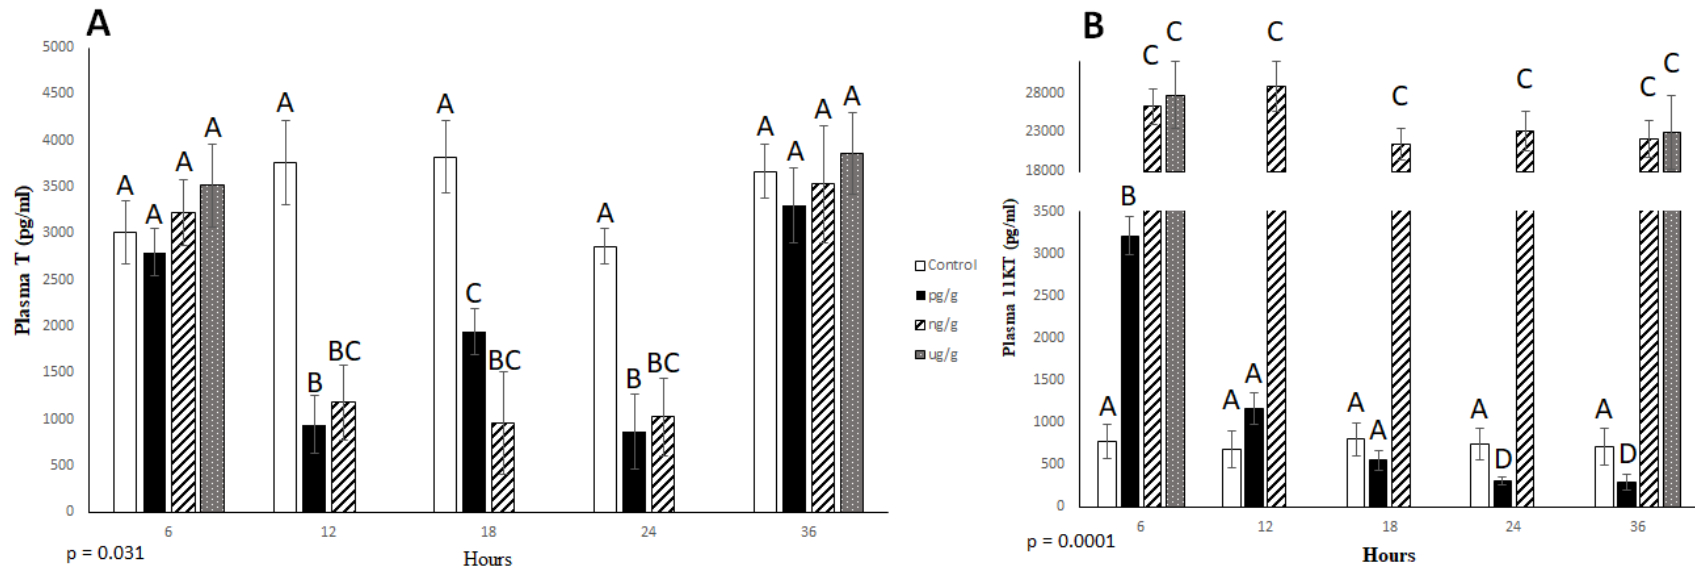 A
Plasma T (pg/ml)
5000
4500
4000
3500
3000
2500
2000
1500
1000
500
0
A A A A
A B BC
A C BC
A B BC
A A A A
6 12 18 24 36
Hours
p = 0.031
Control
pg/g
ng/g
ug/g
B
Plasma 11KT (pg/ml)
28000
23000
18000
3500
3000
2500
2000
1500
1000
500
0
A B C C
A A C
A A C
A D C
A D C C
6 12 18 24 36
Hours
p = 0.0001